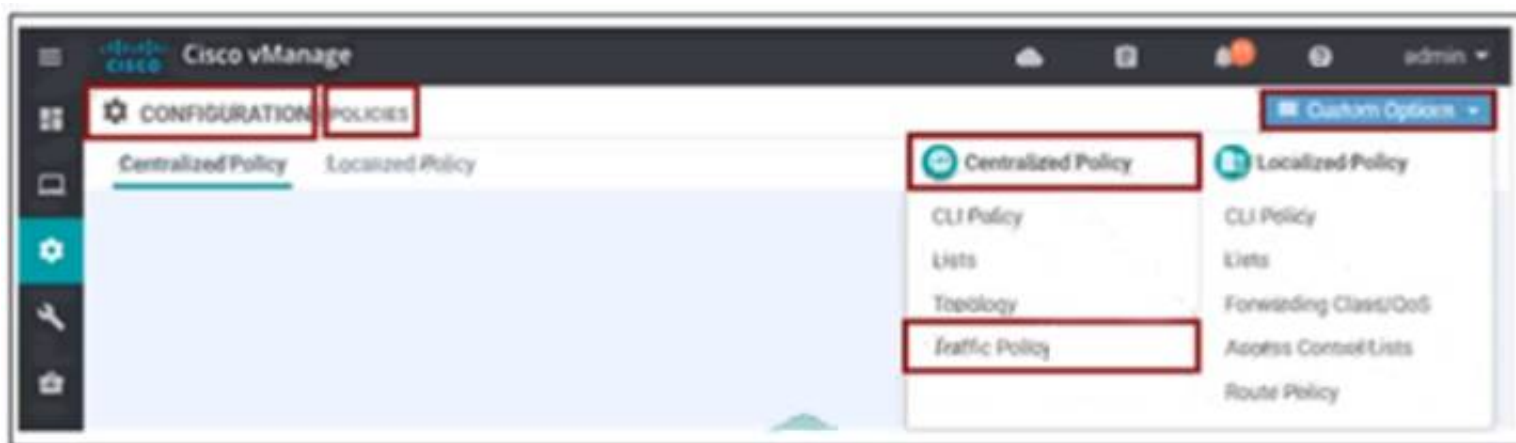 CISCO Cisco vManage admin
CONFIGURATION POLICIES Custom Options
Centralized Policy Localized Policy
Centralized Policy
CLI Policy
Lists
Topology
Traffic Policy
Localized Policy
CLI Policy
Lists
Forwarding Class/QoS
Access Control Lists
Route Policy